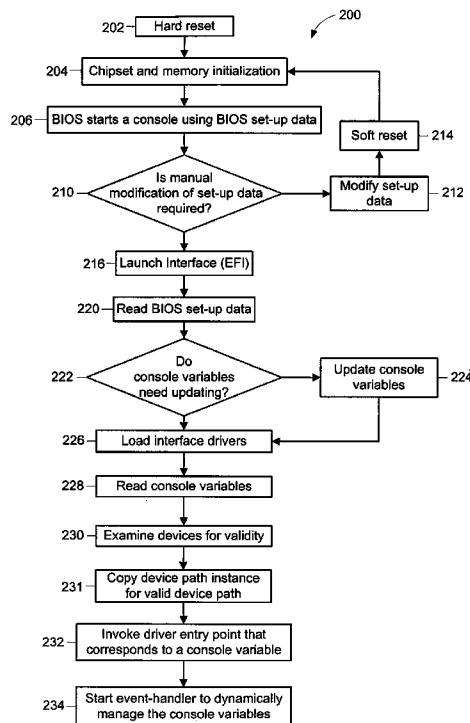 202
Hard reset
200
204
Chipset and memory initialization
206
BIOS starts a console using BIOS set-up data
Soft reset
214
210
Is manual
modification of set-up data
required?
Modify set-up
data
212
216
Launch Interface (EFI)
220
Read BIOS set-up data
222
Do
console variables
need updating?
Update console
variables
224
226
Load interface drivers
228
Read console variables
230
Examine devices for validity
231
Copy device path instance
for valid device path
232
Invoke driver entry point that
corresponds to a console variable
234
Start event-handler to dynamically
manage the console variables